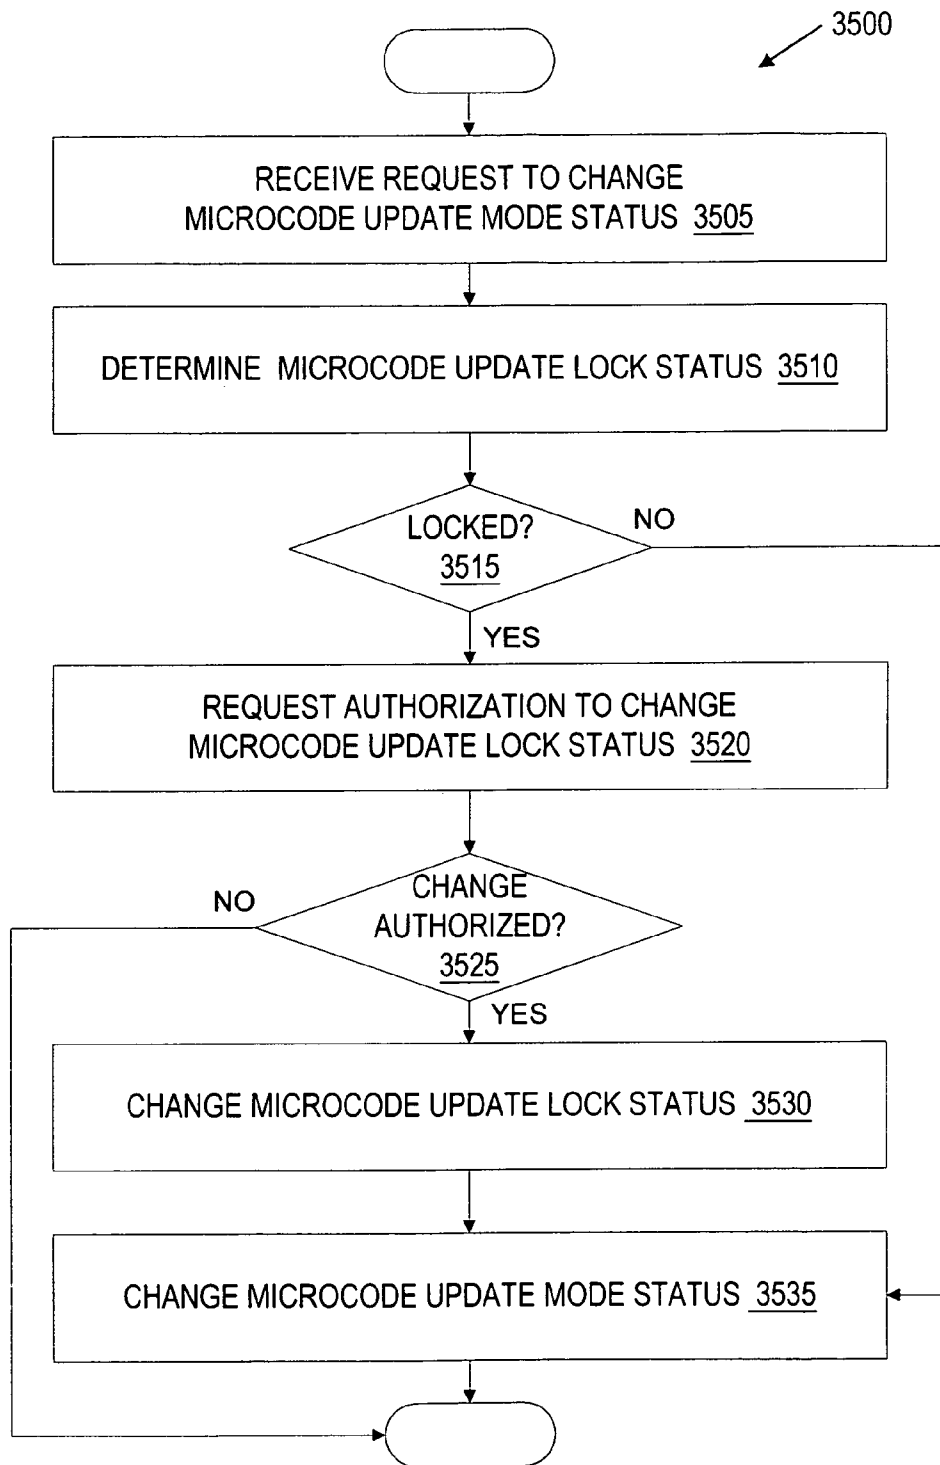 3500
RECEIVE REQUEST TO CHANGE
MICROCODE UPDATE MODE STATUS 3505
DETERMINE MICROCODE UPDATE LOCK STATUS 3510
LOCKED?
3515
NO
YES
REQUEST AUTHORIZATION TO CHANGE
MICROCODE UPDATE LOCK STATUS 3520
CHANGE
AUTHORIZED?
3525
NO
YES
CHANGE MICROCODE UPDATE LOCK STATUS 3530
CHANGE MICROCODE UPDATE MODE STATUS 3535